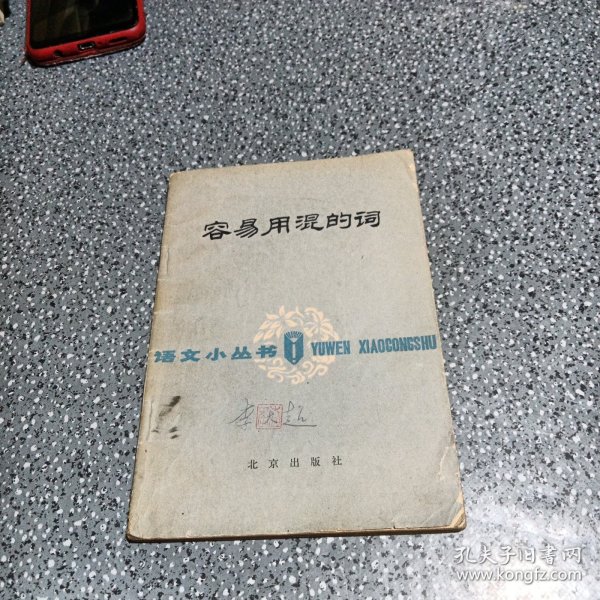 容易用混的词
语文小丛书 YUWEN XIAOCONGSHU
北京出版社
孔夫子旧书网
www.kongfz.com